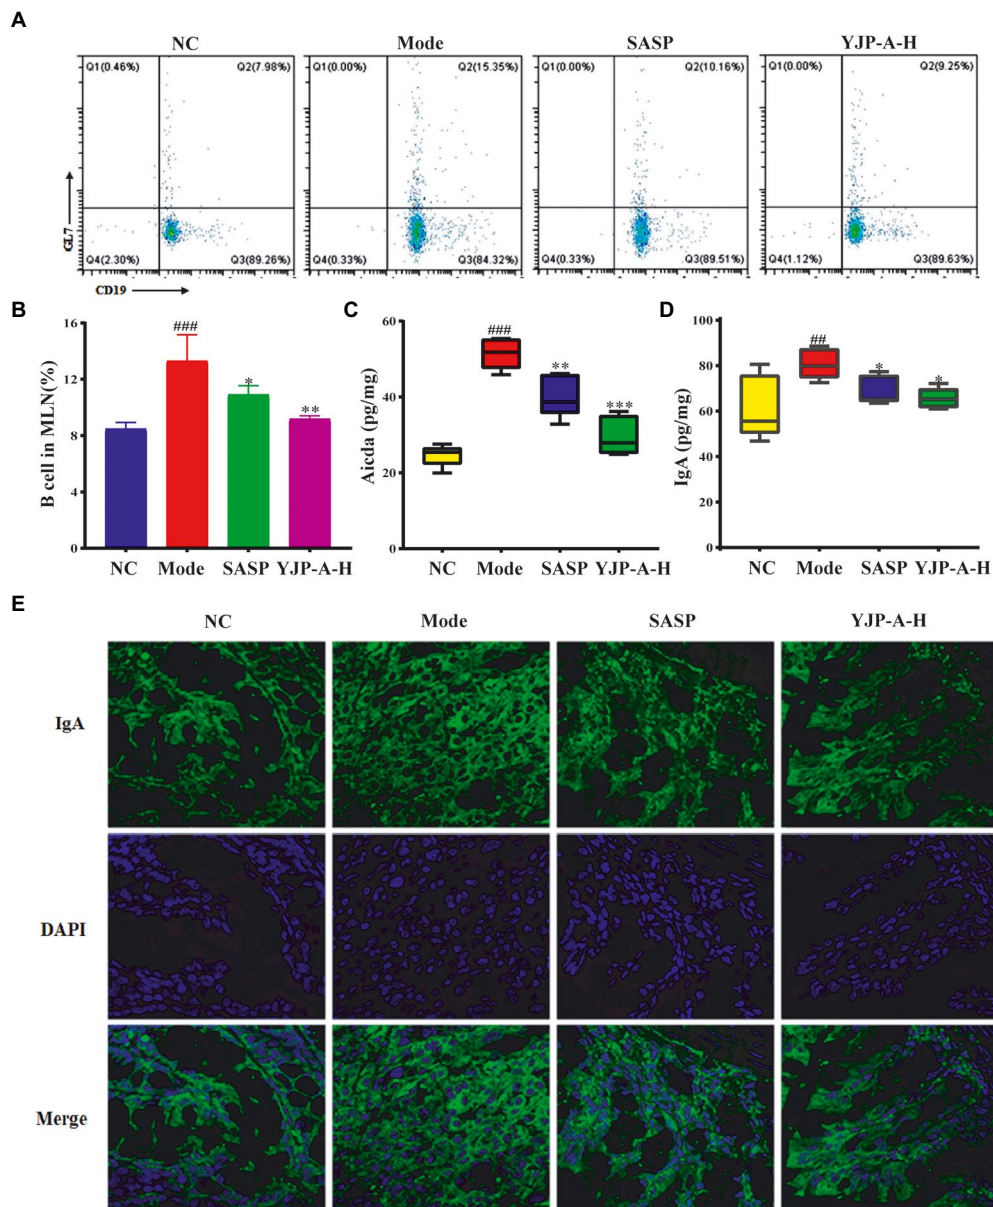 A
NC Mode SASP YJP-A-H
Q1(0.46%) Q2(7.98%) Q1(0.00%) Q2(15.35%) Q1(0.00%) Q2(10.16%) Q1(0.00%) Q2(9.25%)
GL7
Q4(2.30%) Q3(89.26%) Q4(0.33%) Q3(84.32%) Q4(0.33%) Q3(89.51%) Q4(1.12%) Q3(89.63%)
CD19
B
B cell in MLN(%)
16
12
8
4
0
###
*
**
NC Mode SASP YJP-A-H
C
Aicda (pg/mg)
60
40
20
0
###
**
***
NC Mode SASP YJP-A-H
D
IgA (pg/mg)
100
80
60
40
20
0
##
*
*
NC Mode SASP YJP-A-H
E
NC Mode SASP YJP-A-H
IgA
DAPI
Merge